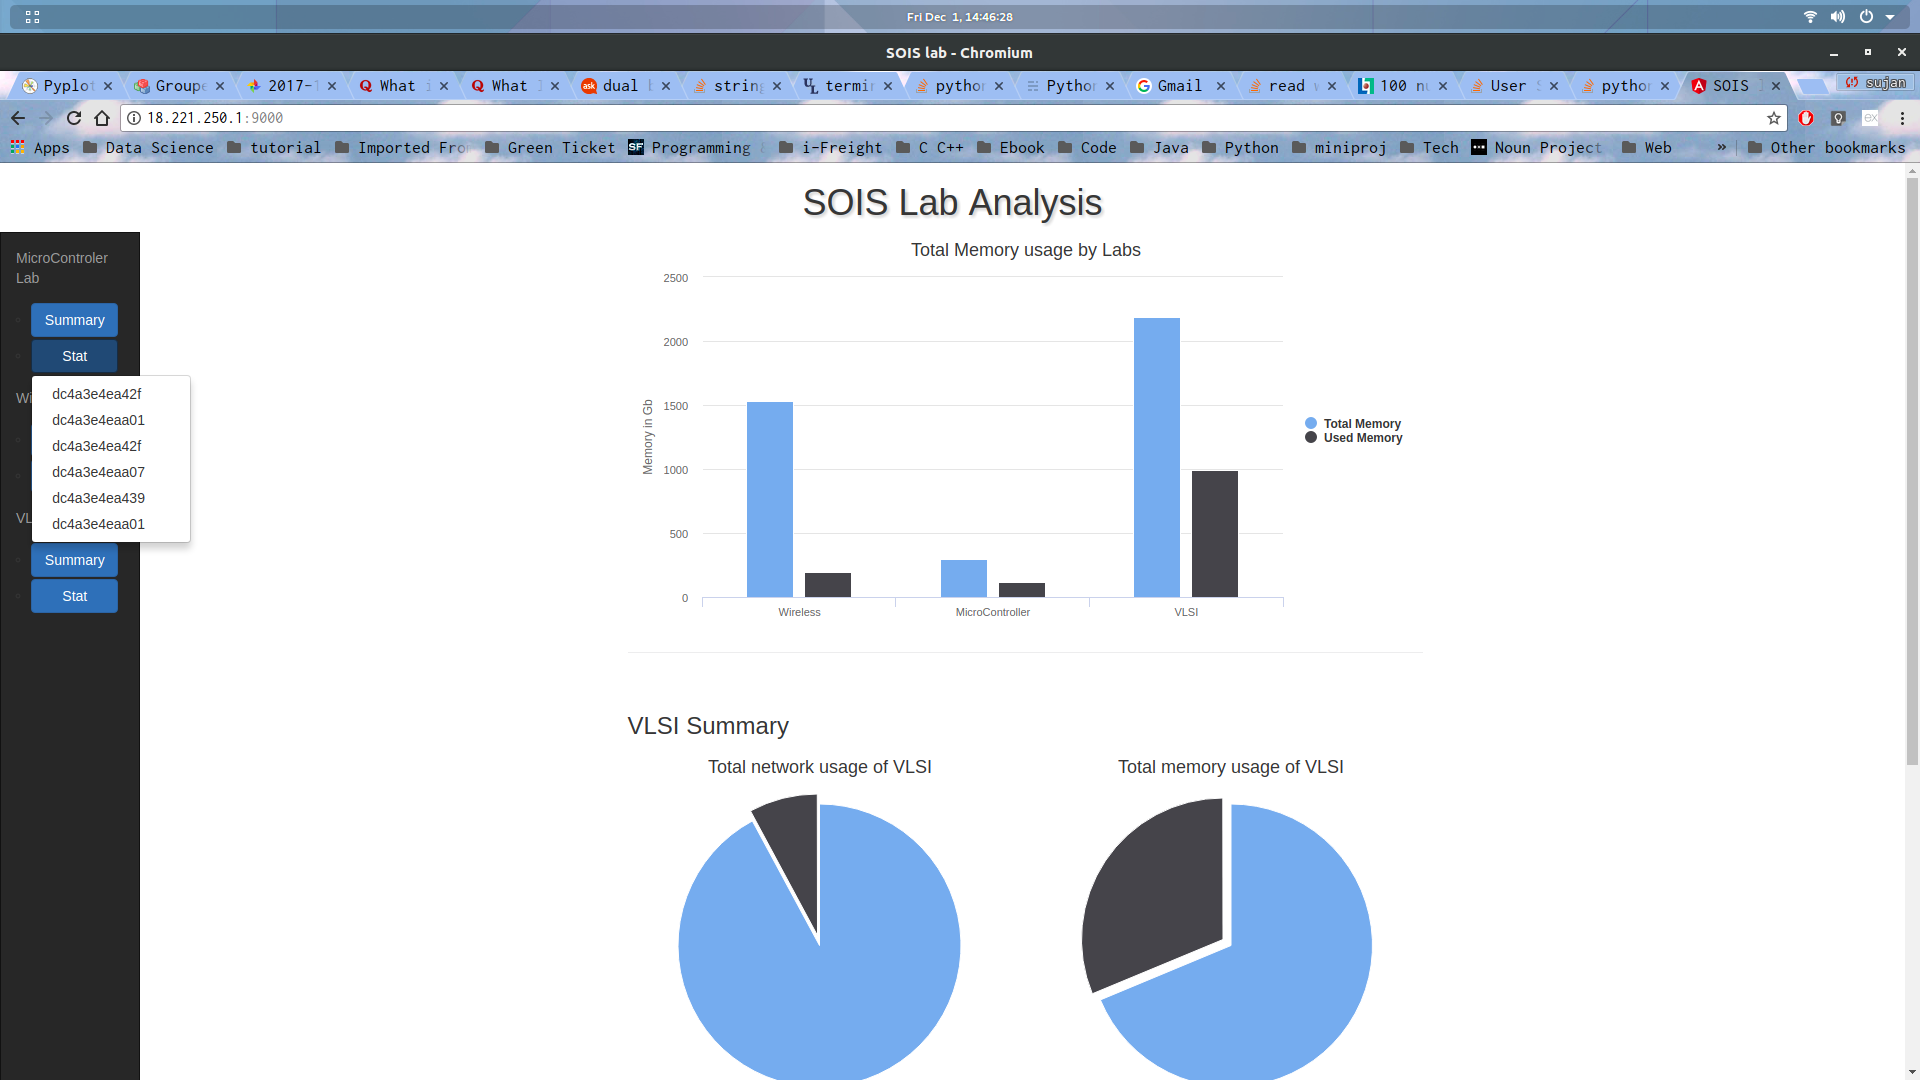 Fri Dec 1, 14:46:28
SOIS lab - Chromium
Pyplot Groupe 2017-1 What What dual string termin python Python Gmail read 100 User python SOIS sujan
18.221.250.1:9000
Apps Data Science tutorial Imported Fro Green Ticket Programming i-Freight C C++ Ebook Code Java Python miniproj Tech Noun Project Web » Other bookmarks
SOIS Lab Analysis
MicroControler
Lab
Summary
Stat
dc4a3e4ea42f
dc4a3e4eaa01
dc4a3e4ea42f
dc4a3e4eaa07
dc4a3e4ea439
dc4a3e4eaa01
Wi
VL
Summary
Stat
Total Memory usage by Labs
Memory in Gb
2500
2000
1500
1000
500
0
Wireless MicroController VLSI
Total Memory
Used Memory
VLSI Summary
Total network usage of VLSI
Total memory usage of VLSI